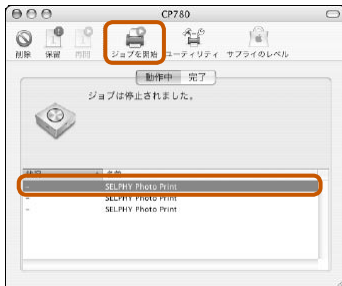 CP780
削除 保留 再開 ジョブを開始 ユーティリティ サプライのレベル
動作中 完了
ジョブは停止されました。
状況 名前
- SELPHY Photo Print
- SELPHY Photo Print
- SELPHY Photo Print